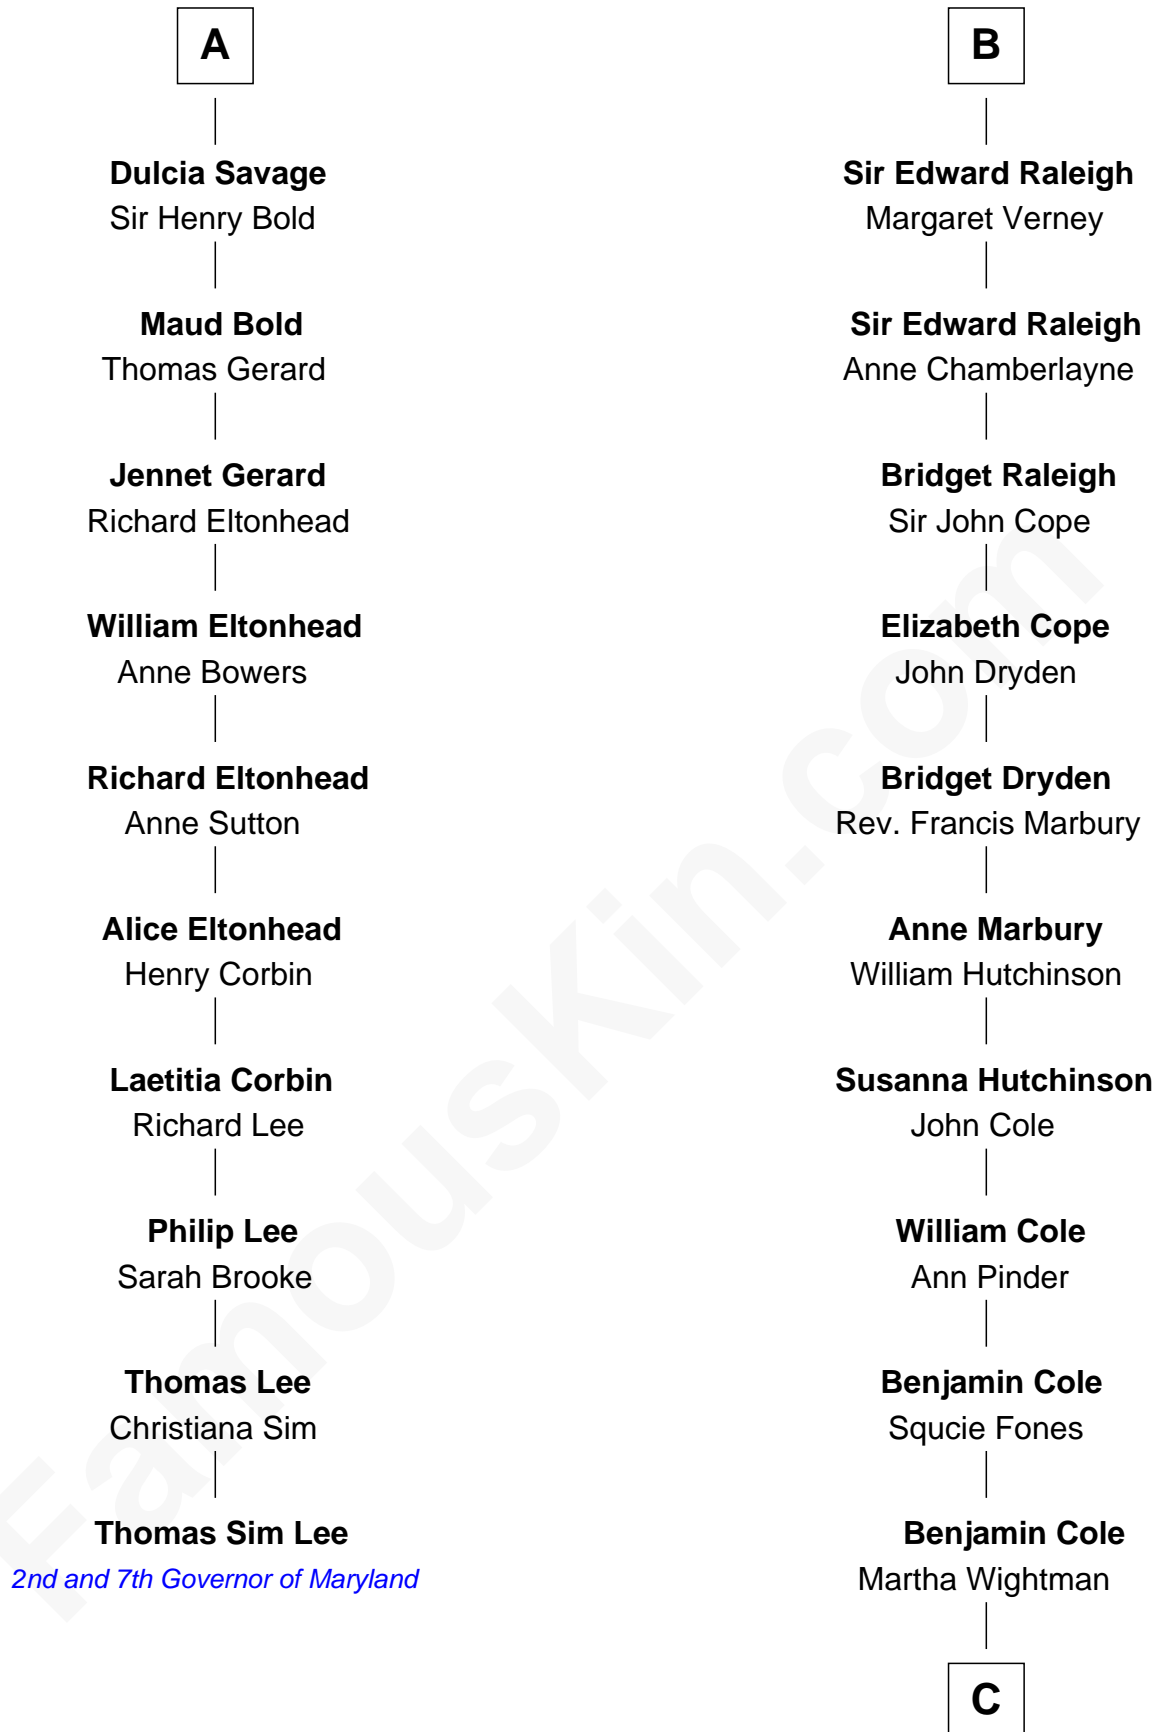 A
Dulcia Savage
Sir Henry Bold
Maud Bold
Thomas Gerard
Jennet Gerard
Richard Eltonhead
William Eltonhead
Anne Bowers
Richard Eltonhead
Anne Sutton
Alice Eltonhead
Henry Corbin
Laetitia Corbin
Richard Lee
Philip Lee
Sarah Brooke
Thomas Lee
Christiana Sim
Thomas Sim Lee
2nd and 7th Governor of Maryland
B
Sir Edward Raleigh
Margaret Verney
Sir Edward Raleigh
Anne Chamberlayne
Bridget Raleigh
Sir John Cope
Elizabeth Cope
John Dryden
Bridget Dryden
Rev. Francis Marbury
Anne Marbury
William Hutchinson
Susanna Hutchinson
John Cole
William Cole
Ann Pinder
Benjamin Cole
Squcie Fones
Benjamin Cole
Martha Wightman
C
FamousKin.com